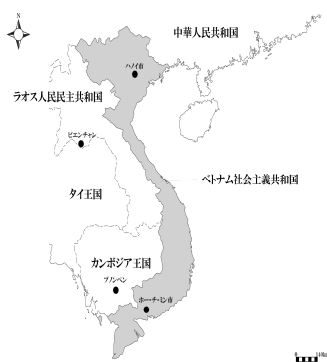 N
中華人民共和国
ハノイ市
ラオス人民民主共和国
ビエンチャン
ベトナム社会主義共和国
タイ王国
カンボジア王国
プノンペン
ホー・チ・ミン市
0